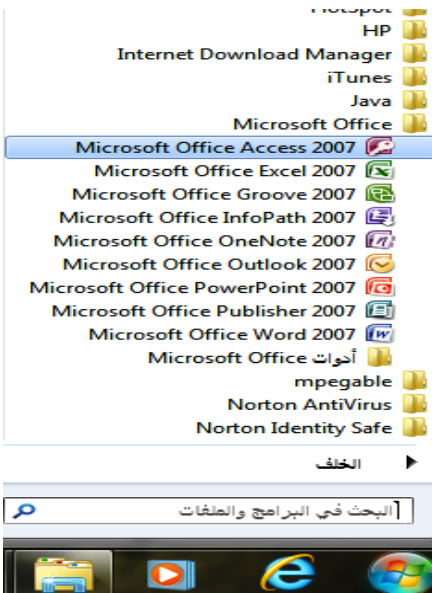 HotSpot
HP
Internet Download Manager
iTunes
Java
Microsoft Office
Microsoft Office Access 2007
Microsoft Office Excel 2007
Microsoft Office Groove 2007
Microsoft Office InfoPath 2007
Microsoft Office OneNote 2007
Microsoft Office Outlook 2007
Microsoft Office PowerPoint 2007
Microsoft Office Publisher 2007
Microsoft Office Word 2007
أدوات Microsoft Office
mpegable
Norton AntiVirus
Norton Identity Safe
الخلف
البحث في البرامج والملفات